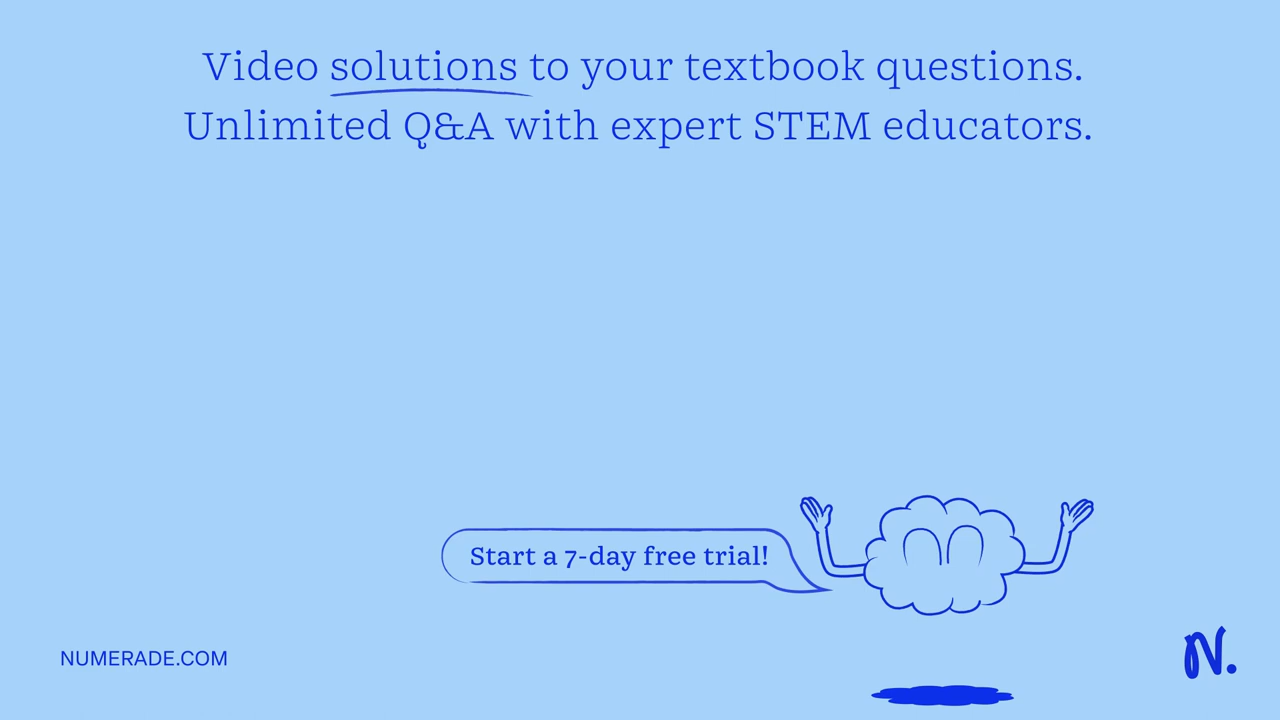 Video solutions to your textbook questions.
Unlimited Q&A with expert STEM educators.
Start a 7-day free trial!
NUMERADE.COM
N.